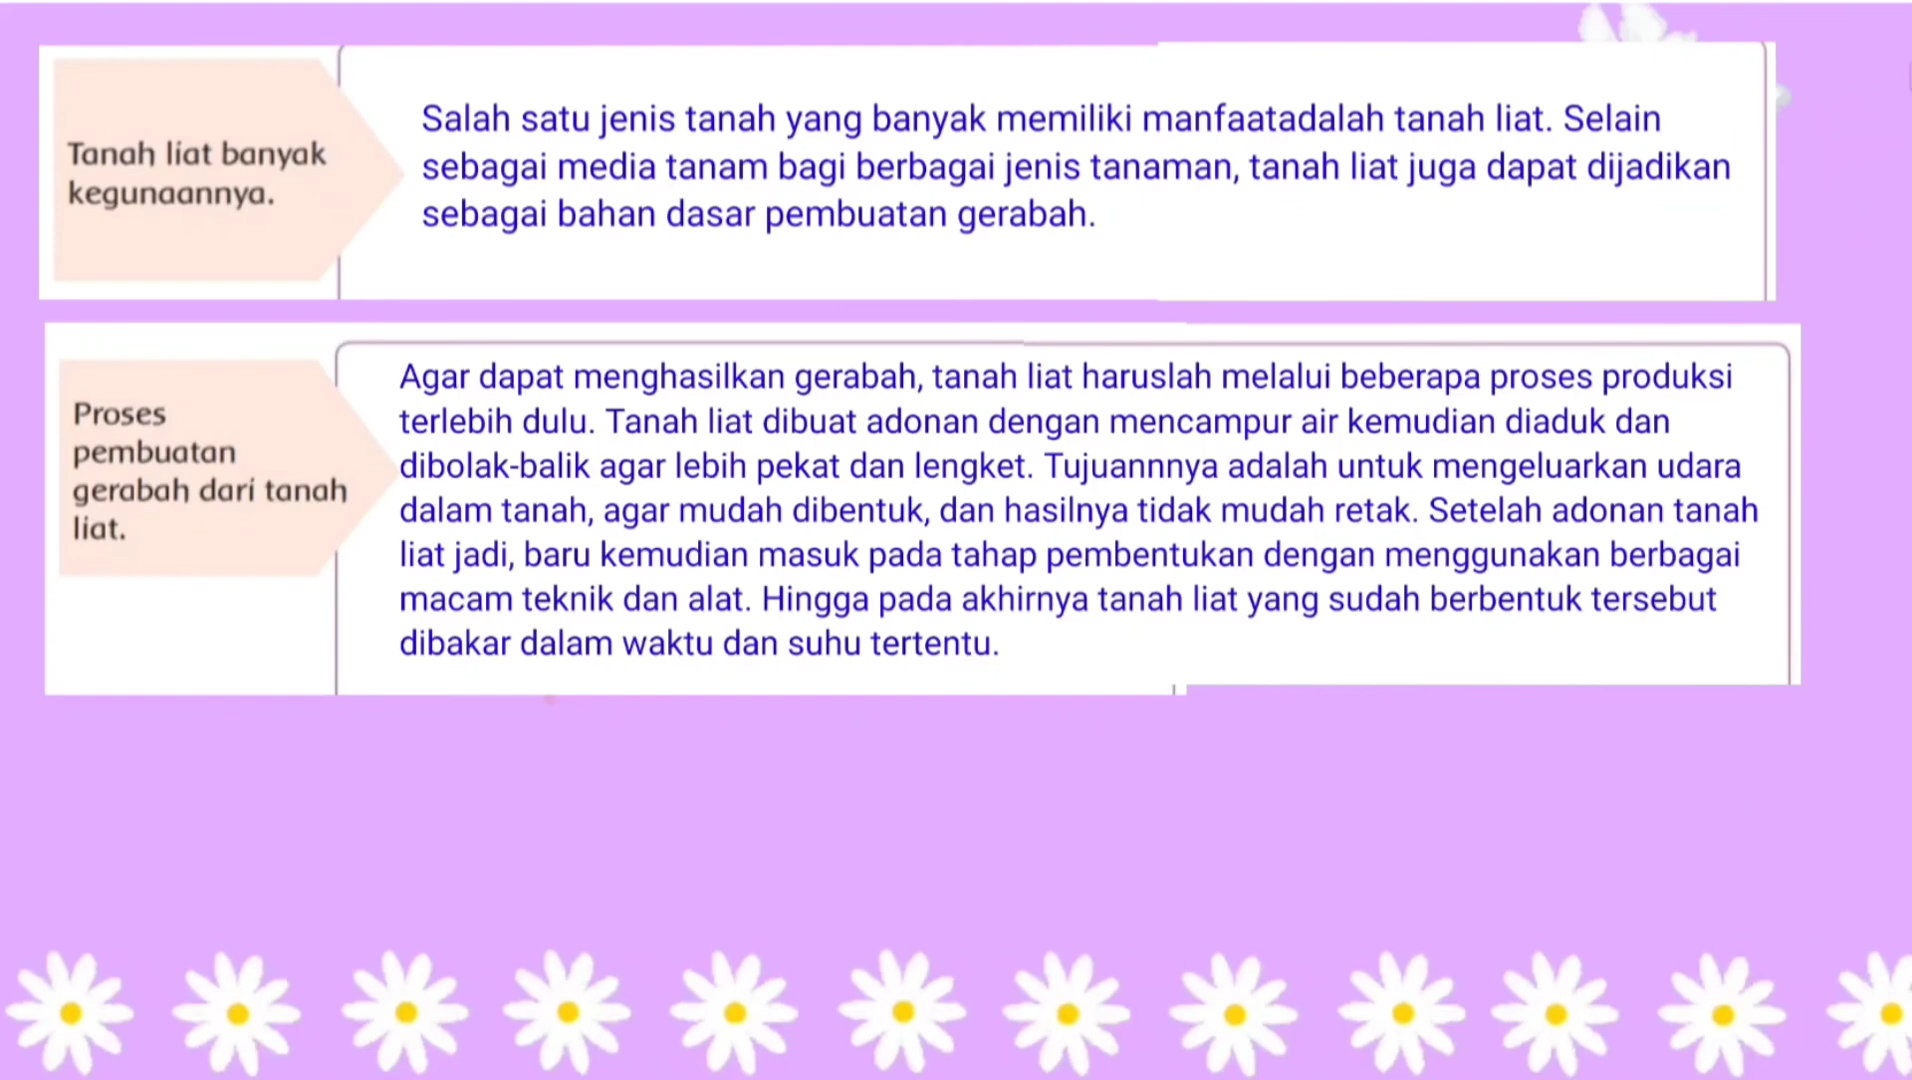 Tanah liat banyak
kegunaannya.
Salah satu jenis tanah yang banyak memiliki manfaatadalah tanah liat. Selain
sebagai media tanam bagi berbagai jenis tanaman, tanah liat juga dapat dijadikan
sebagai bahan dasar pembuatan gerabah.
Proses
pembuatan
gerabah dari tanah
liat.
Agar dapat menghasilkan gerabah, tanah liat haruslah melalui beberapa proses produksi
terlebih dulu. Tanah liat dibuat adonan dengan mencampur air kemudian diaduk dan
dibolak-balik agar lebih pekat dan lengket. Tujuannnya adalah untuk mengeluarkan udara
dalam tanah, agar mudah dibentuk, dan hasilnya tidak mudah retak. Setelah adonan tanah
liat jadi, baru kemudian masuk pada tahap pembentukan dengan menggunakan berbagai
macam teknik dan alat. Hingga pada akhirnya tanah liat yang sudah berbentuk tersebut
dibakar dalam waktu dan suhu tertentu.